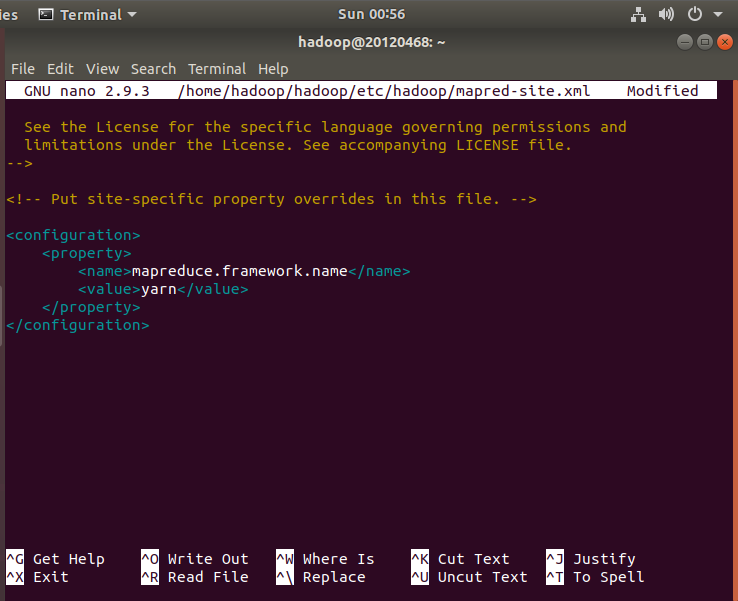 ies Terminal Sun 00:56
hadoop@20120468: ~
File Edit View Search Terminal Help
GNU nano 2.9.3 /home/hadoop/hadoop/etc/hadoop/mapred-site.xml Modified
See the License for the specific language governing permissions and
limitations under the License. See accompanying LICENSE file.
-->
<!-- Put site-specific property overrides in this file. -->
<configuration>
    <property>
        <name>mapreduce.framework.name</name>
        <value>yarn</value>
    </property>
</configuration>
^G Get Help ^O Write Out ^W Where Is ^K Cut Text ^J Justify
^X Exit ^R Read File ^\ Replace ^U Uncut Text ^T To Spell